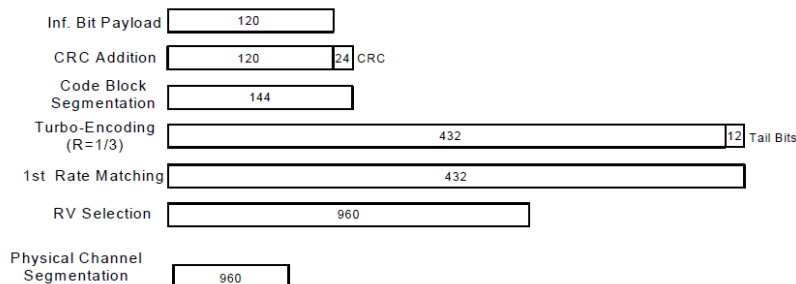 Inf. Bit Payload 120
CRC Addition 120 24 CRC
Code Block
Segmentation 144
Turbo-Encoding
(R=1/3) 432 12 Tail Bits
1st Rate Matching 432
RV Selection 960
Physical Channel
Segmentation 960